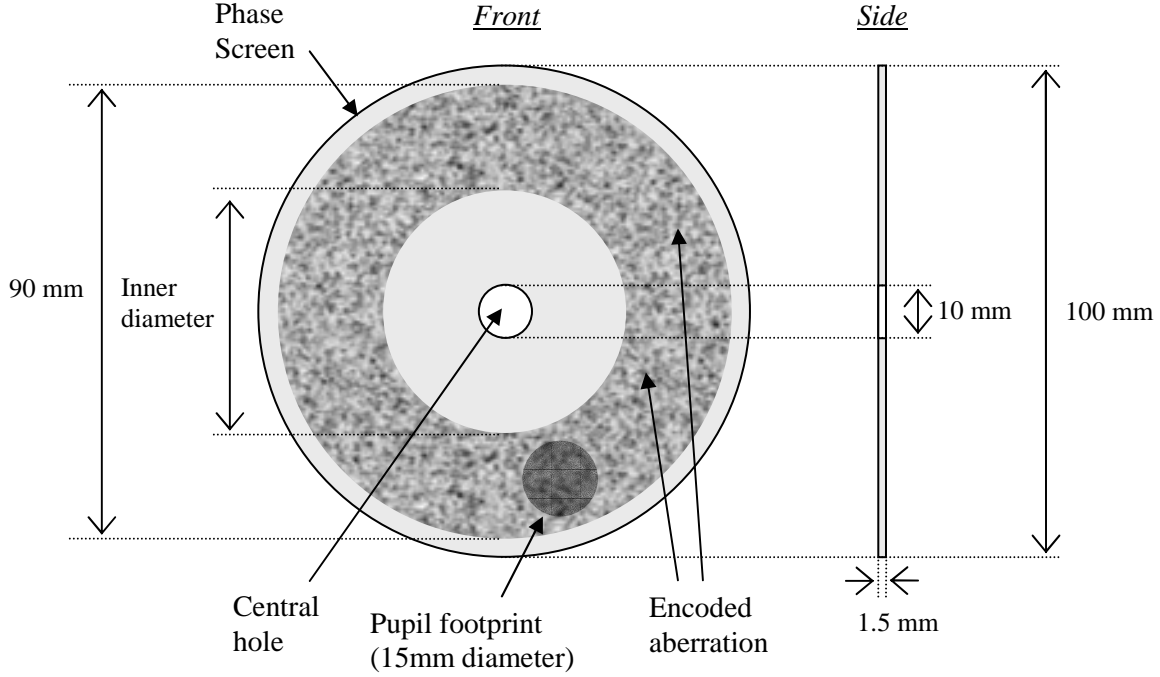 Phase
Screen
Front
Side
90 mm
Inner
diameter
10 mm
100 mm
Central
hole
Pupil footprint
(15mm diameter)
Encoded
aberration
1.5 mm